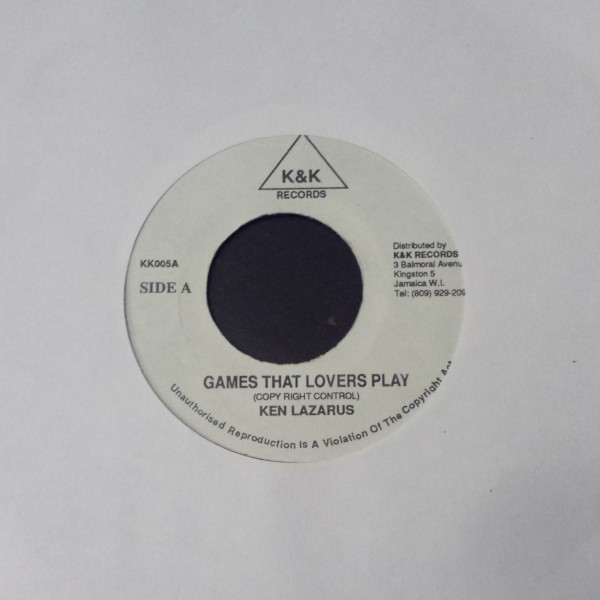 K&K
RECORDS
KK005A
SIDE A
Distributed by
K&K RECORDS
3 Balmoral
Kingston 5
Jamaica W.I.
Tel: (809) 929-209
GAMES THAT LOVERS PLAY
(COPY RIGHT CONTROL)
KEN LAZARUS
Unauthorised Reproduction Is A Violation Of The Copyright